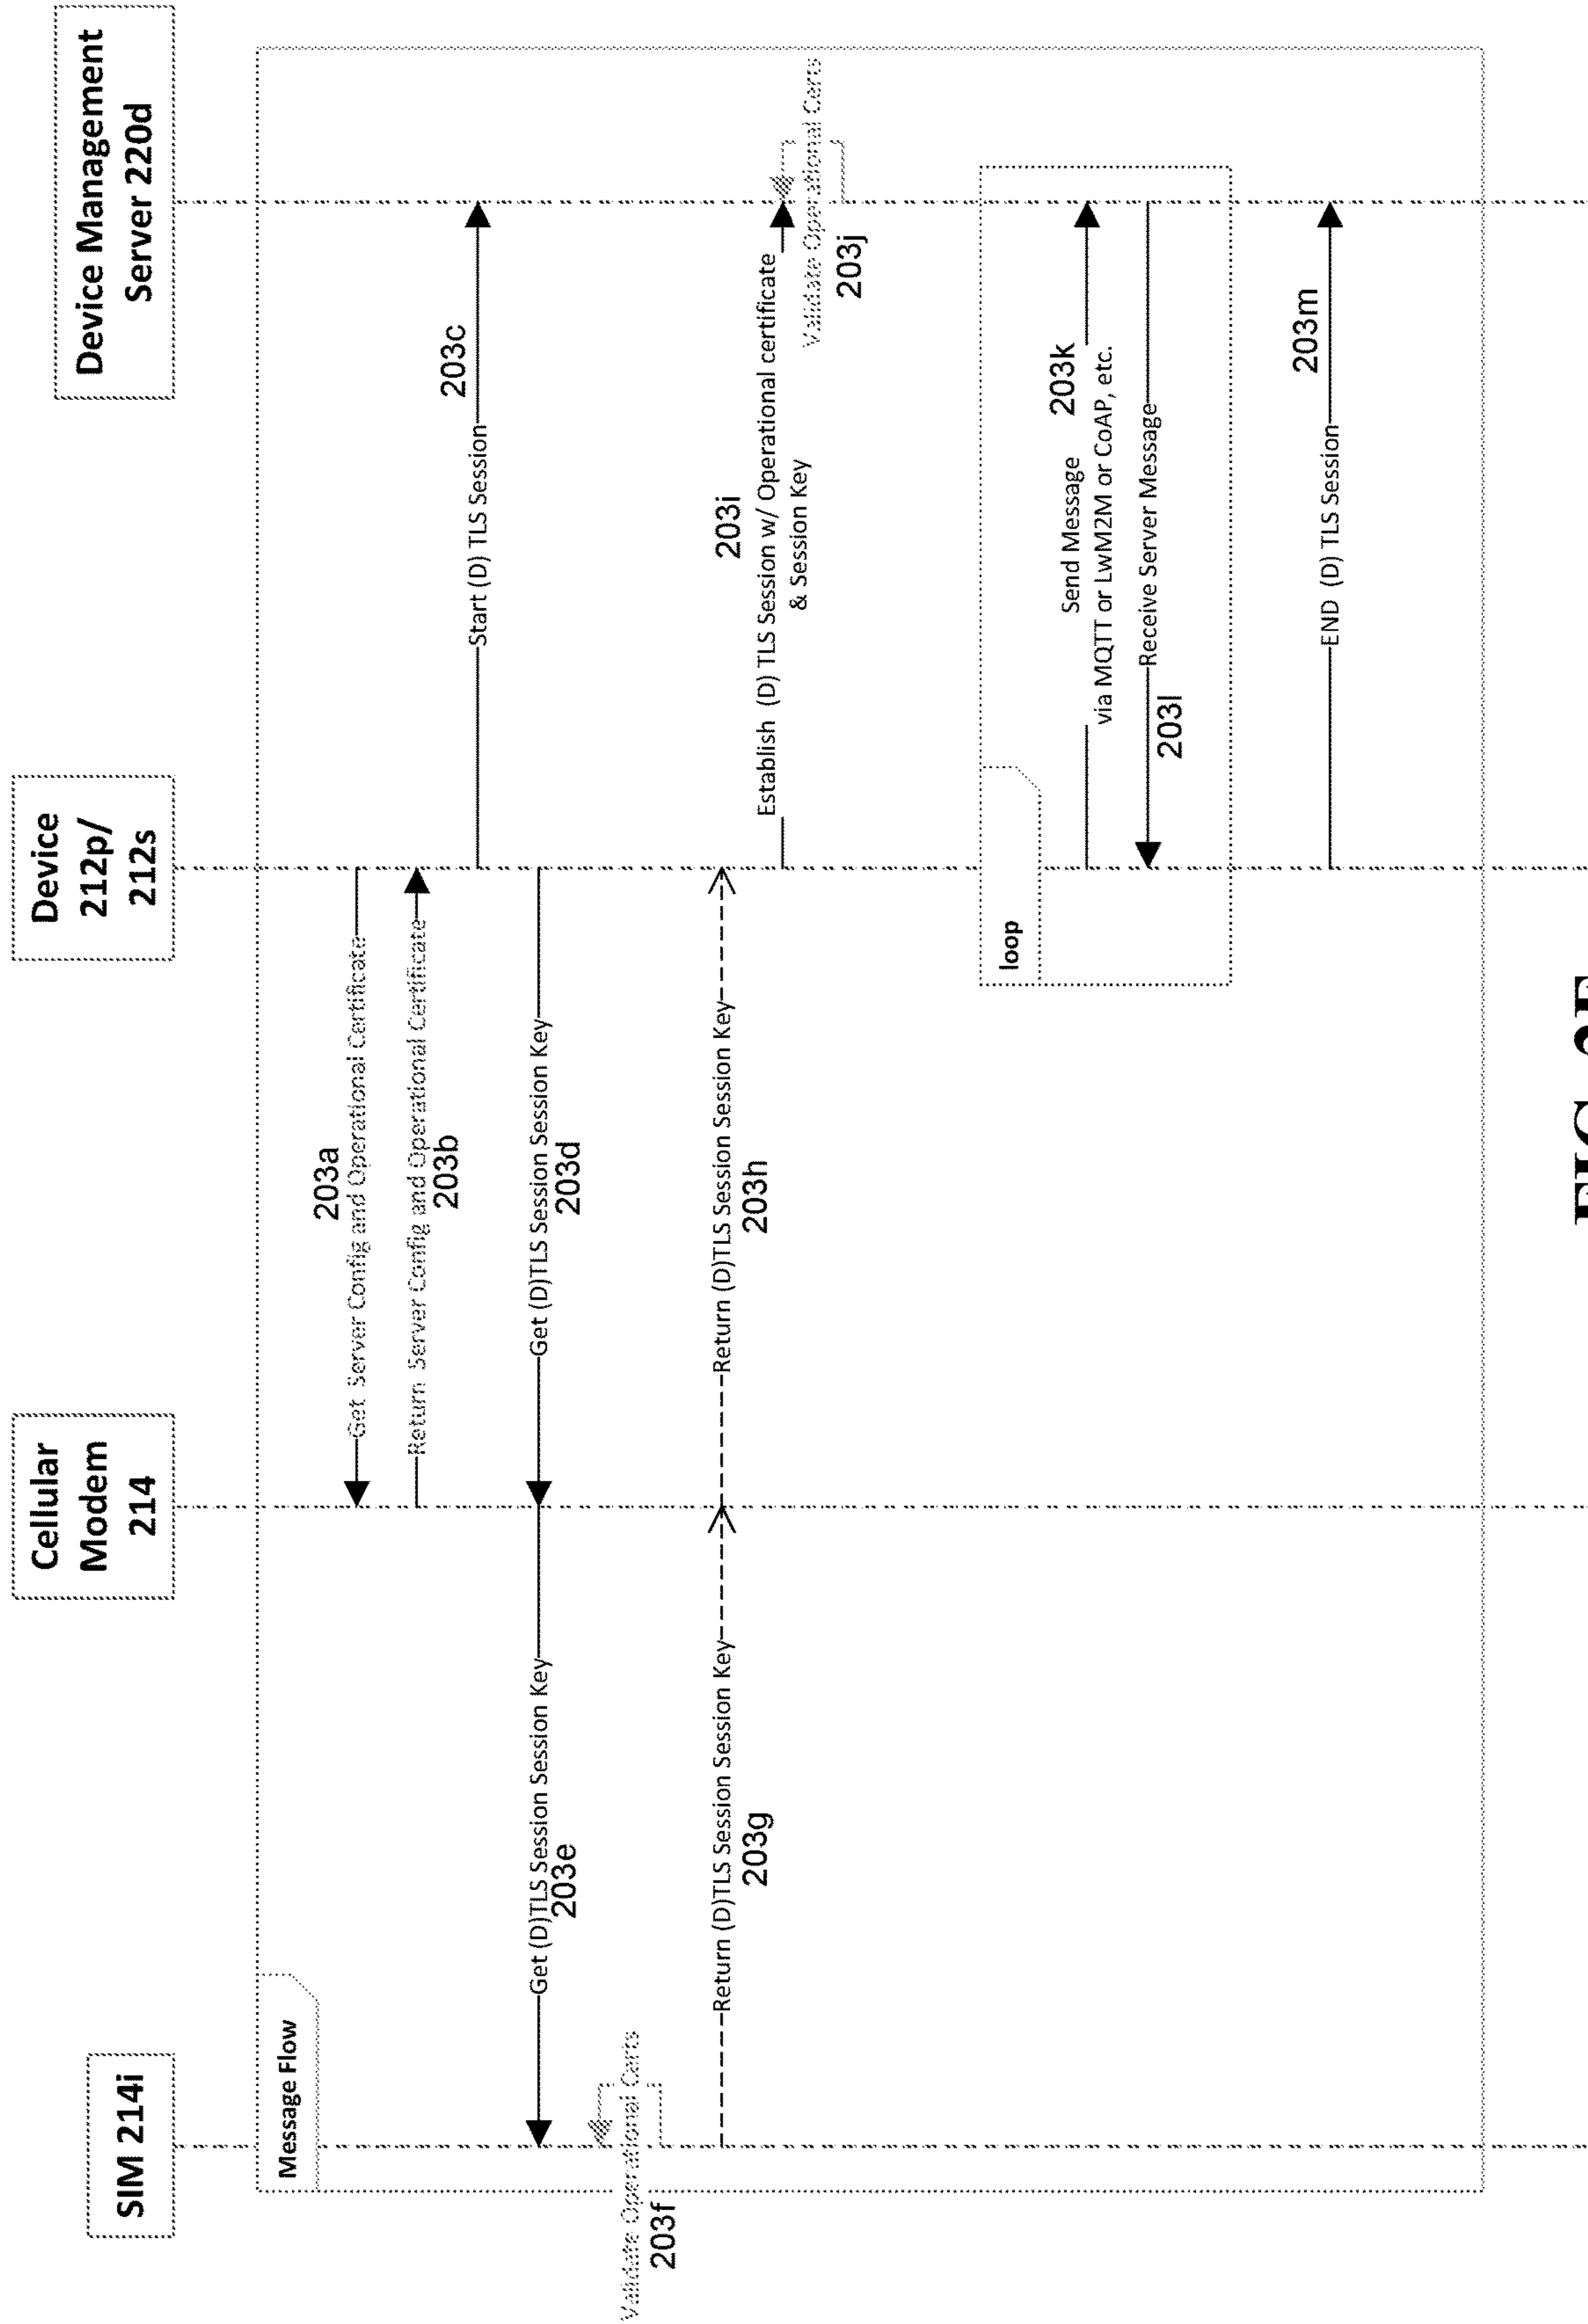 SIM 214i
Cellular
Modem
214
Device
212p/
212s
Device Management
Server 220d
Message Flow
203a
Get Server Config and Operational Certificate
Return Server Config and Operational Certificate
203b
203c
Start (D) TLS Session
Get (D)TLS Session Session Key
203d
Get (D)TLS Session Session Key
203e
Validate Operational Certs
203f
Return (D)TLS Session Session Key
203g
Return (D)TLS Session Session Key
203h
203i
Establish (D) TLS Session w/ Operational certificate
& Session Key
Validate Operational Certs
203j
loop
203k
Send Message
via MQTT or LwM2M or CoAP, etc.
Receive Server Message
203l
203m
END (D) TLS Session